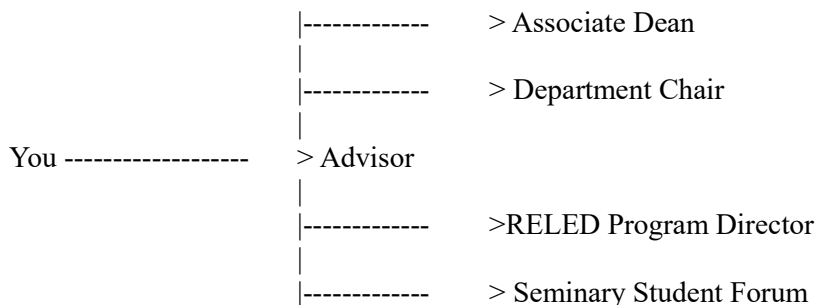 |------------- > Associate Dean
|
|------------- > Department Chair
|
You ------------------- > Advisor
|
|------------- >RELED Program Director
|
|------------- > Seminary Student Forum